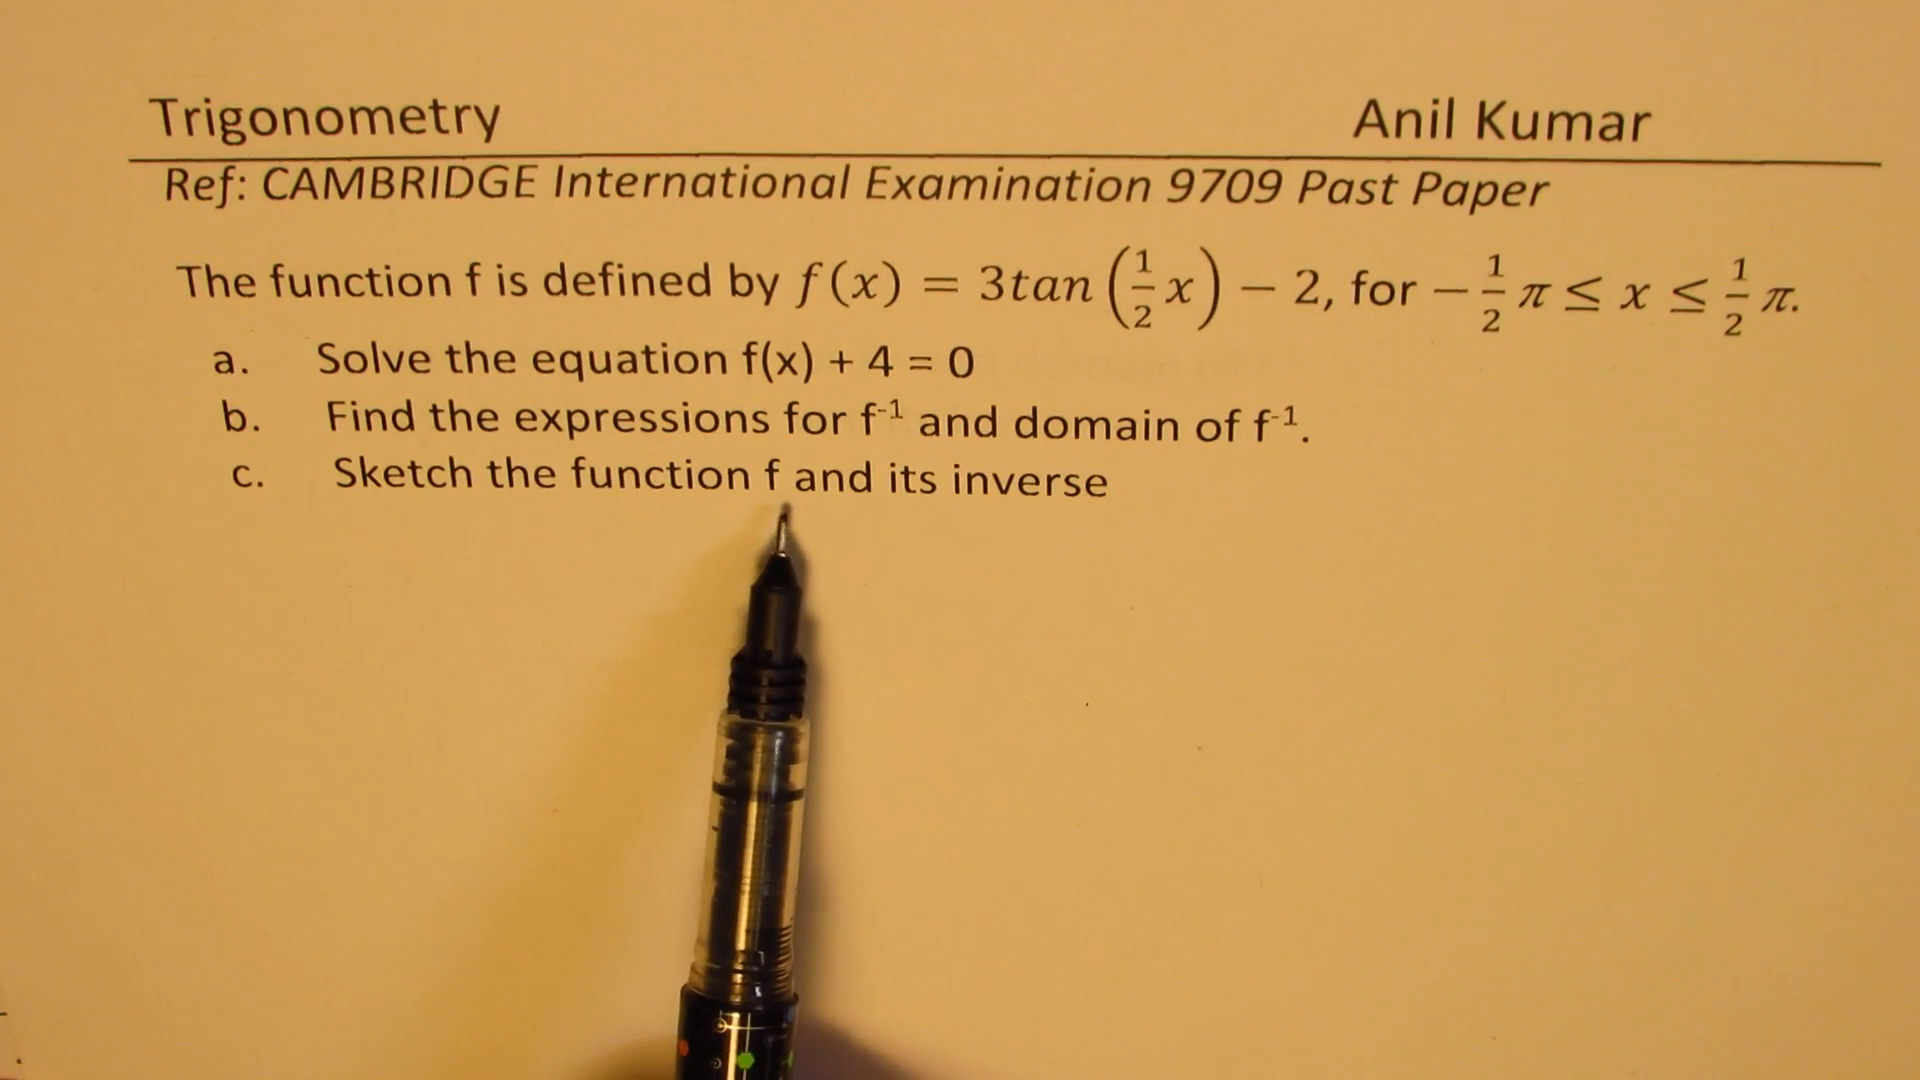 Trigonometry Anil Kumar
Ref: CAMBRIDGE International Examination 9709 Past Paper
The function f is defined by f(x) = 3tan(½x) − 2, for −½π ≤ x ≤ ½π.
a. Solve the equation f(x) + 4 = 0
b. Find the expressions for f⁻¹ and domain of f⁻¹.
c. Sketch the function f and its inverse